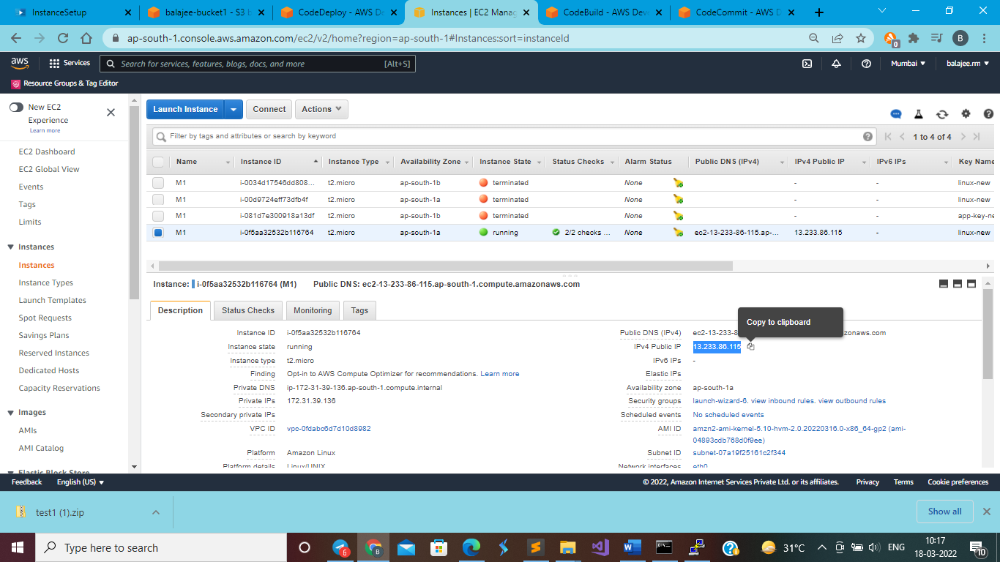 InstanceSetup
balajee-bucket1 - S3 b
CodeDeploy - AWS De
Instances | EC2 Manag
CodeBuild - AWS Deve
CodeCommit - AWS D
ap-south-1.console.aws.amazon.com/ec2/v2/home?region=ap-south-1#Instances:sort=instanceId
0
B
aws
Services
Search for services, features, blogs, docs, and more
[Alt+S]
Mumbai
balajee.rm
Resource Groups & Tag Editor
New EC2
Experience
Learn more
EC2 Dashboard
EC2 Global View
Events
Tags
Limits
Instances
Instances
Instance Types
Launch Templates
Spot Requests
Savings Plans
Reserved Instances
Dedicated Hosts
Capacity Reservations
Images
AMIs
AMI Catalog
Elastic Block Store
Launch Instance
Connect
Actions
Filter by tags and attributes or search by keyword
1 to 4 of 4
Name Instance ID Instance Type Availability Zone Instance State Status Checks Alarm Status Public DNS (IPv4) IPv4 Public IP IPv6 IPs Key Name
M1 i-0034d17546dd808... t2.micro ap-south-1b terminated None - - linux-new
M1 i-00d9724eff73dfb4f t2.micro ap-south-1a terminated None - - linux-new
M1 i-081d7e300918a13df t2.micro ap-south-1b terminated None - - app-key-ne
M1 i-0f5aa32532b116764 t2.micro ap-south-1a running 2/2 checks ... None ec2-13-233-86-115.ap-... 13.233.86.115 - linux-new
Instance: i-0f5aa32532b116764 (M1) Public DNS: ec2-13-233-86-115.ap-south-1.compute.amazonaws.com
Description
Status Checks
Monitoring
Tags
Copy to clipboard
Instance ID i-0f5aa32532b116764
Instance state running
Instance type t2.micro
Finding Opt-in to AWS Compute Optimizer for recommendations. Learn more
Private DNS ip-172-31-39-136.ap-south-1.compute.internal
Private IPs 172.31.39.136
Secondary private IPs
VPC ID vpc-0fdabc6d7d10d8982
Platform Amazon Linux
Platform details Linux/UNIX
Public DNS (IPv4) ec2-13-233-8 zonaws.com
IPv4 Public IP 13.233.86.115
IPv6 IPs -
Elastic IPs
Availability zone ap-south-1a
Security groups launch-wizard-6. view inbound rules. view outbound rules
Scheduled events No scheduled events
AMI ID amzn2-ami-kernel-5.10-hvm-2.0.20220316.0-x86_64-gp2 (ami-
04893cdb768d0f9ee)
Subnet ID subnet-07a19f25161c2f344
Network interfaces eth0
Feedback
English (US)
© 2022, Amazon Internet Services Private Ltd. or its affiliates.
Privacy
Terms
Cookie preferences
test1 (1).zip
Show all
Type here to search
6
B
31°C
ENG
10:17
18-03-2022
10